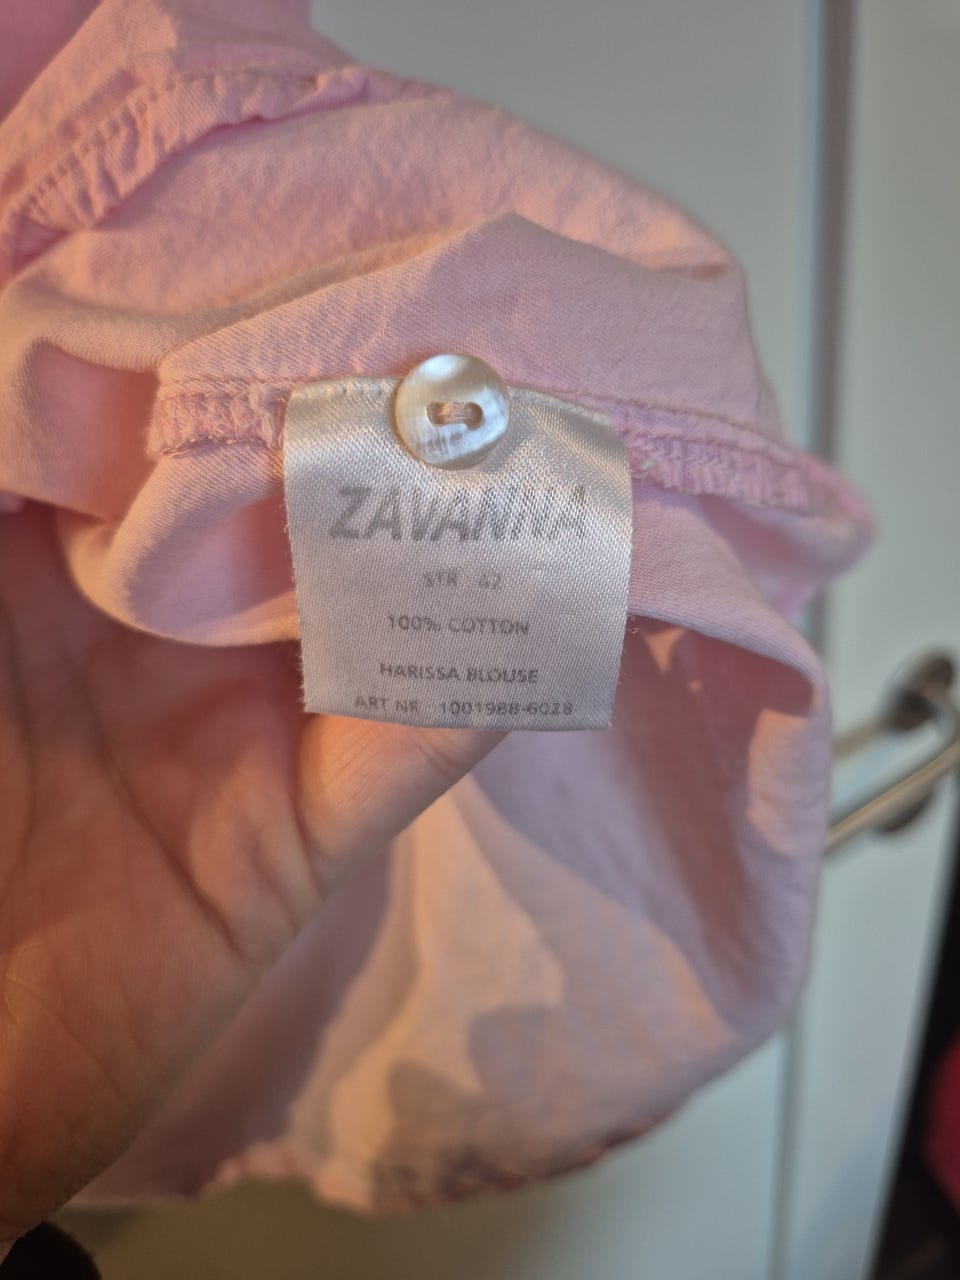 ZAVANNA
STR 42
100% COTTON
HARISSA BLOUSE
ART NR 1001988-6028